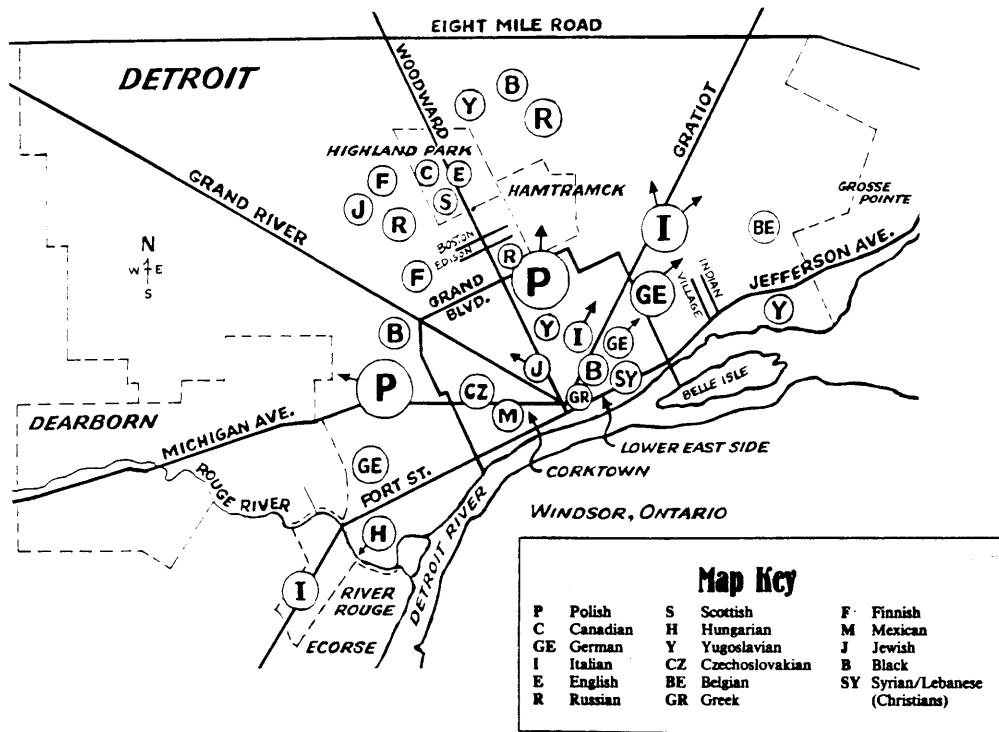 EIGHT MILE ROAD
DETROIT
WOODWARD
B
Y
R
GRATIOT
HIGHLAND PARK
C
E
F
S
HAMTRAMCK
GRAND RIVER
J
R
GROSSE
POINTE
I
BE
N
W E
S
BOSTON
EDISON
R
F
P
GRAND
BLVD.
GE
INDIAN
VILLAGE
JEFFERSON AVE.
Y
B
Y
I
GE
J
B
SY
BELLE ISLE
P
CZ
M
GR
DEARBORN
MICHIGAN AVE.
LOWER EAST SIDE
CORKTOWN
GE
FORT ST.
ROUGE RIVER
DETROIT RIVER
WINDSOR, ONTARIO
H
I
RIVER
ROUGE
ECORSE
Map Key
P Polish S Scottish F Finnish
C Canadian H Hungarian M Mexican
GE German Y Yugoslavian J Jewish
I Italian CZ Czechoslovakian B Black
E English BE Belgian SY Syrian/Lebanese
R Russian GR Greek (Christians)